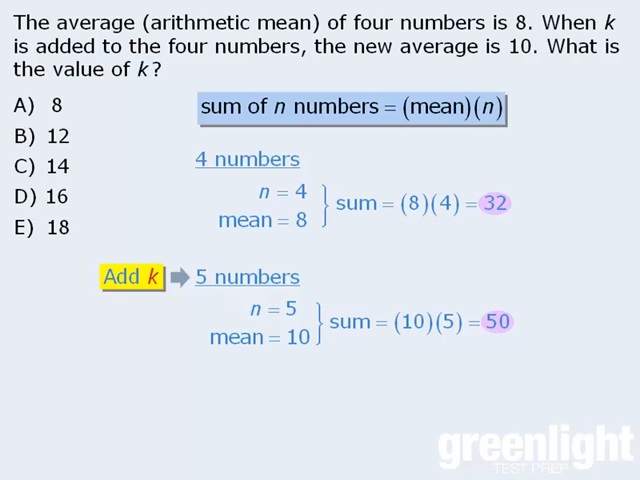 The average (arithmetic mean) of four numbers is 8. When k
is added to the four numbers, the new average is 10. What is
the value of k?
A) 8
B) 12
C) 14
D) 16
E) 18
sum of n numbers = (mean)(n)
4 numbers
n = 4
mean = 8
sum = (8)(4) = 32
Add k
5 numbers
n = 5
mean = 10
sum = (10)(5) = 50
greenlight
TEST PREP